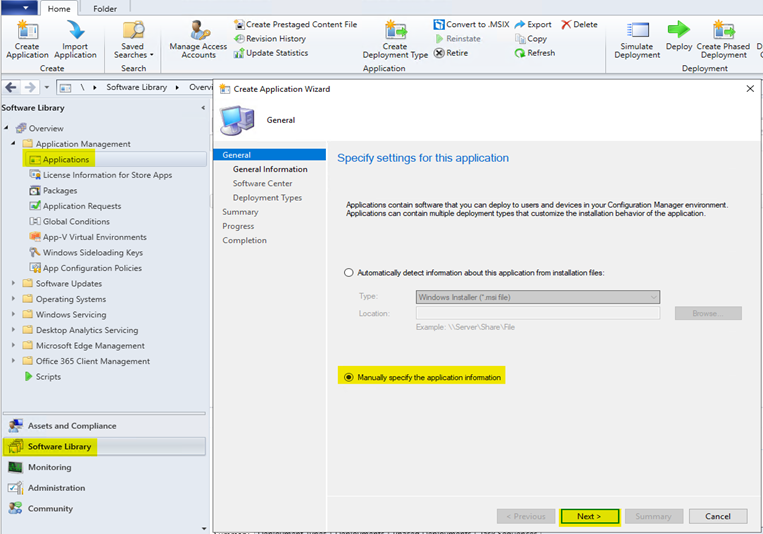 Home Folder
Create Application
Import Application
Create
Saved Searches
Search
Manage Access Accounts
Create Prestaged Content File
Revision History
Update Statistics
Create Deployment Type
Convert to .MSIX
Reinstate
Retire
Export
Copy
Refresh
Delete
Application
Simulate Deployment
Deploy
Create Phased Deployment
Deployment
\ Software Library Overv
Software Library
Overview
Application Management
Applications
License Information for Store Apps
Packages
Application Requests
Global Conditions
App-V Virtual Environments
Windows Sideloading Keys
App Configuration Policies
Software Updates
Operating Systems
Windows Servicing
Desktop Analytics Servicing
Microsoft Edge Management
Office 365 Client Management
Scripts
Assets and Compliance
Software Library
Monitoring
Administration
Community
Create Application Wizard
General
General
General Information
Software Center
Deployment Types
Summary
Progress
Completion
Specify settings for this application
Applications contain software that you can deploy to users and devices in your Configuration Manager environment.
Applications can contain multiple deployment types that customize the installation behavior of the application.
Automatically detect information about this application from installation files:
Type: Windows Installer (*.msi file)
Location: Browse...
Example: \\Server\Share\File
Manually specify the application information
< Previous Next > Summary Cancel